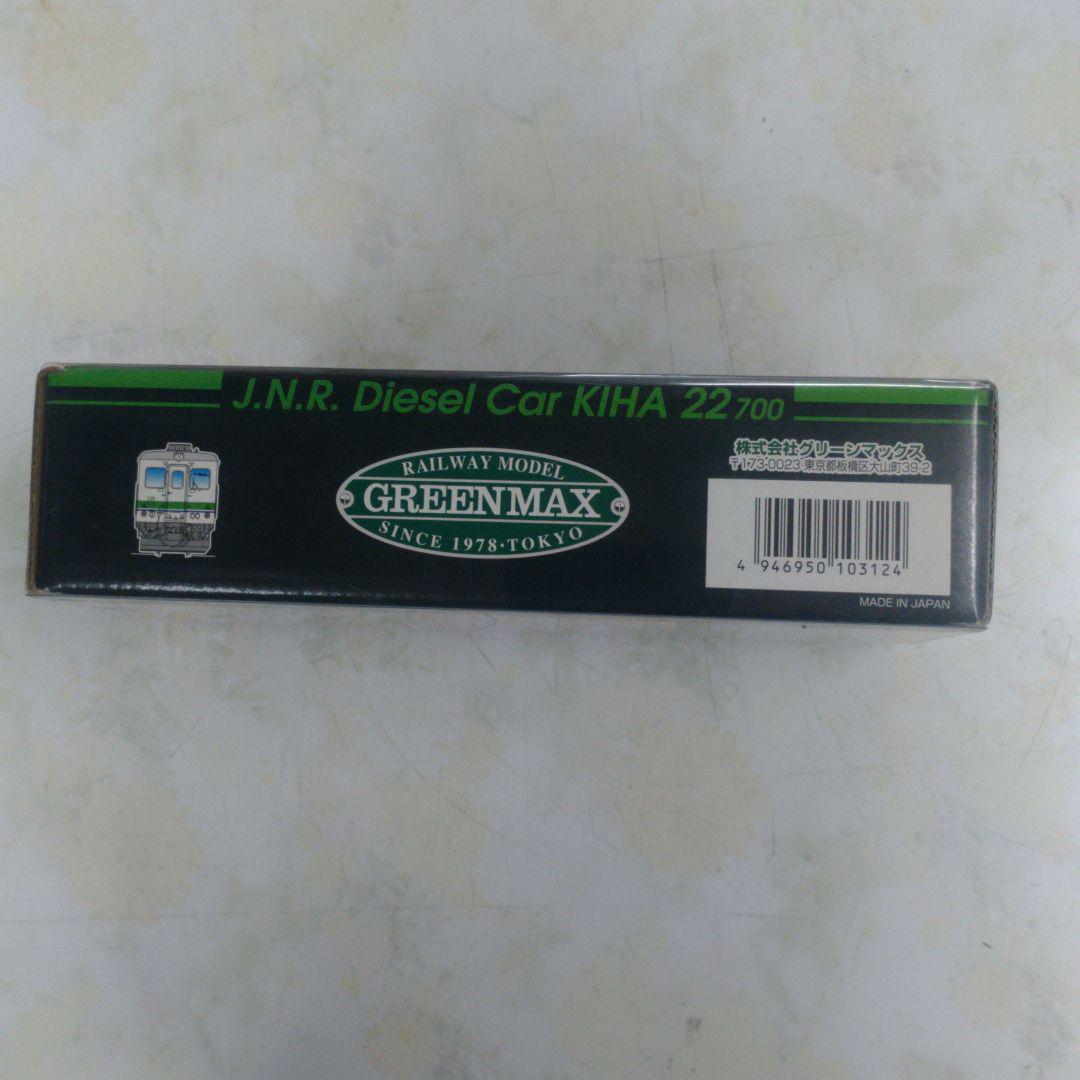 J.N.R. Diesel Car KIHA 22 700
RAILWAY MODEL
GREENMAX
SINCE 1978・TOKYO
株式会社グリーンマックス
〒173-0023 東京都板橋区大山町39-2
4 946950 103124
MADE IN JAPAN